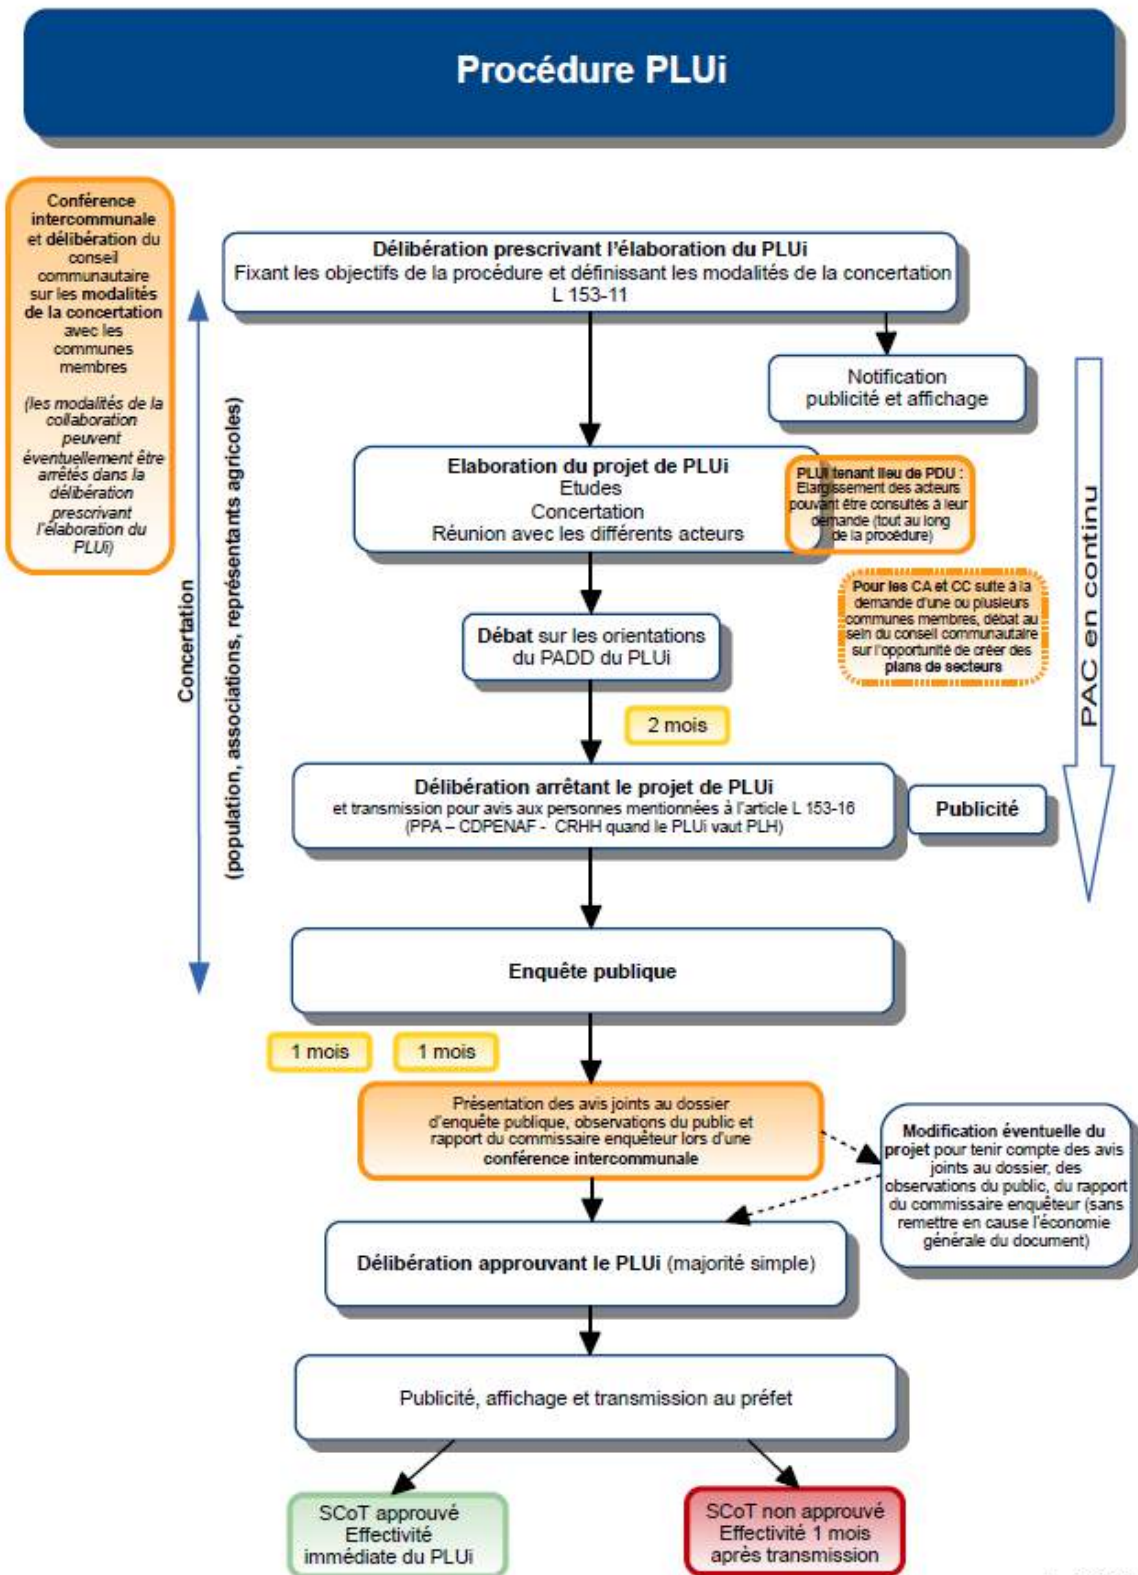 Procédure PLUi
Conférence
intercommunale
et délibération du
conseil
communautaire
sur les modalités
de la concertation
avec les
communes
membres
(les modalités de la
collaboration
peuvent
éventuellement être
arrêtés dans la
délibération
prescrivant
l'élaboration du
PLUi)
Délibération prescrivant l'élaboration du PLUi
Fixant les objectifs de la procédure et définissant les modalités de la concertation
L 153-11
Notification
publicité et affichage
Concertation
(population, associations, représentants agricoles)
Elaboration du projet de PLUi
Etudes
Concertation
Réunion avec les différents acteurs
PLUi tenant lieu de PDU :
Elargissement des acteurs
pouvant être consultés à leur
demande (tout au long
de la procédure)
Pour les CA et CC suite à la
demande d'une ou plusieurs
communes membres, débat au
sein du conseil communautaire
sur l'opportunité de créer des
plans de secteurs
PAC en continu
Débat sur les orientations
du PADD du PLUi
2 mois
Délibération arrêtant le projet de PLUi
et transmission pour avis aux personnes mentionnées à l'article L 153-16
(PPA – CDPENAF - CRHH quand le PLUi vaut PLH)
Publicité
Enquête publique
1 mois
1 mois
Présentation des avis joints au dossier
d'enquête publique, observations du public et
rapport du commissaire enquêteur lors d'une
conférence intercommunale
Modification éventuelle du
projet pour tenir compte des avis
joints au dossier, des
observations du public, du rapport
du commissaire enquêteur (sans
remettre en cause l'économie
générale du document)
Délibération approuvant le PLUi (majorité simple)
Publicité, affichage et transmission au préfet
SCoT approuvé
Effectivité
immédiate du PLUi
SCoT non approuvé
Effectivité 1 mois
après transmission